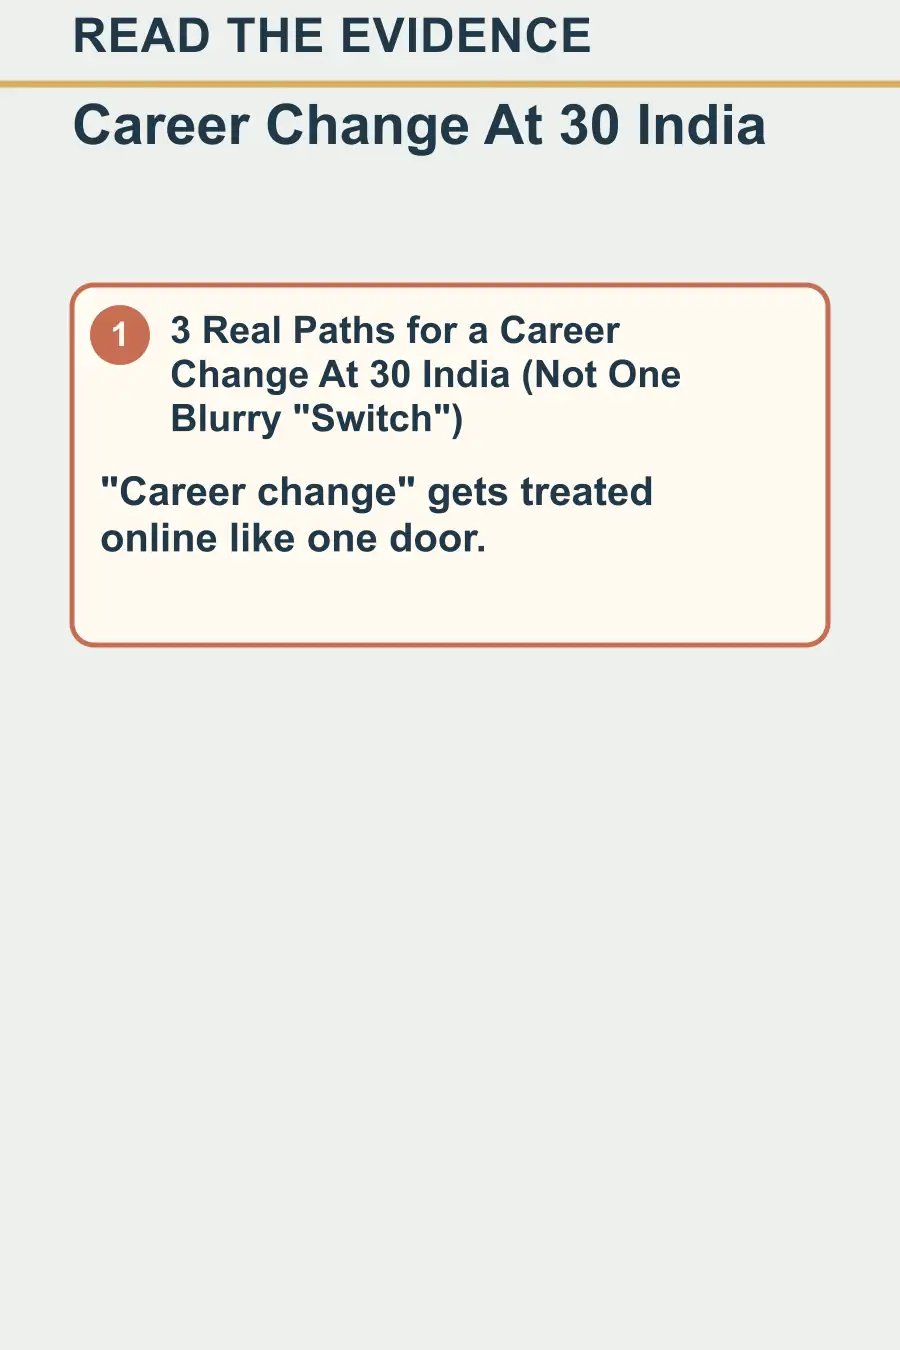 READ THE EVIDENCE
Career Change At 30 India
1
3 Real Paths for a Career
Change At 30 India (Not One
Blurry "Switch")
"Career change" gets treated
online like one door.